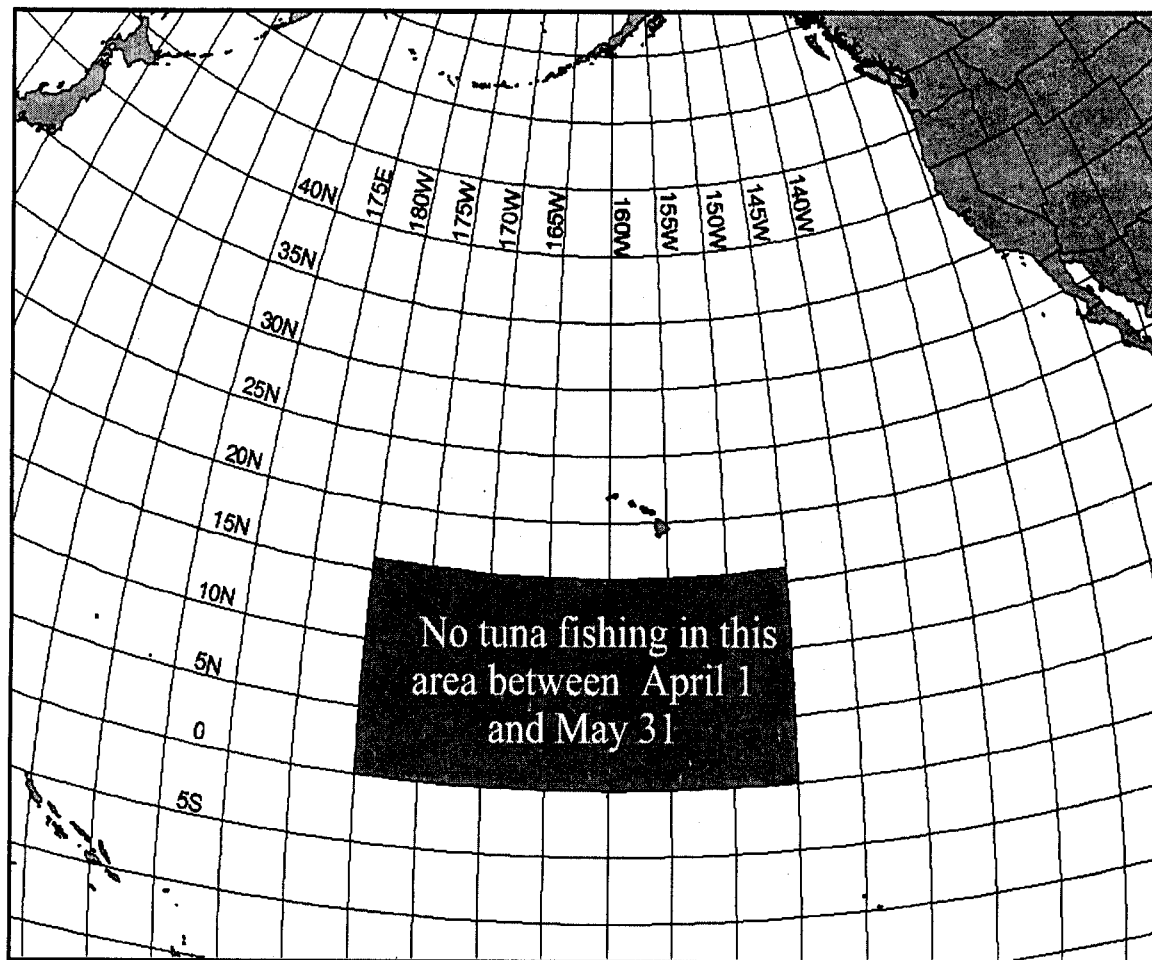 175E
180W
175W
170W
165W
160W
155W
150W
145W
140W
40N
35N
30N
25N
20N
15N
10N
5N
0
5S
No tuna fishing in this
area between April 1
and May 31